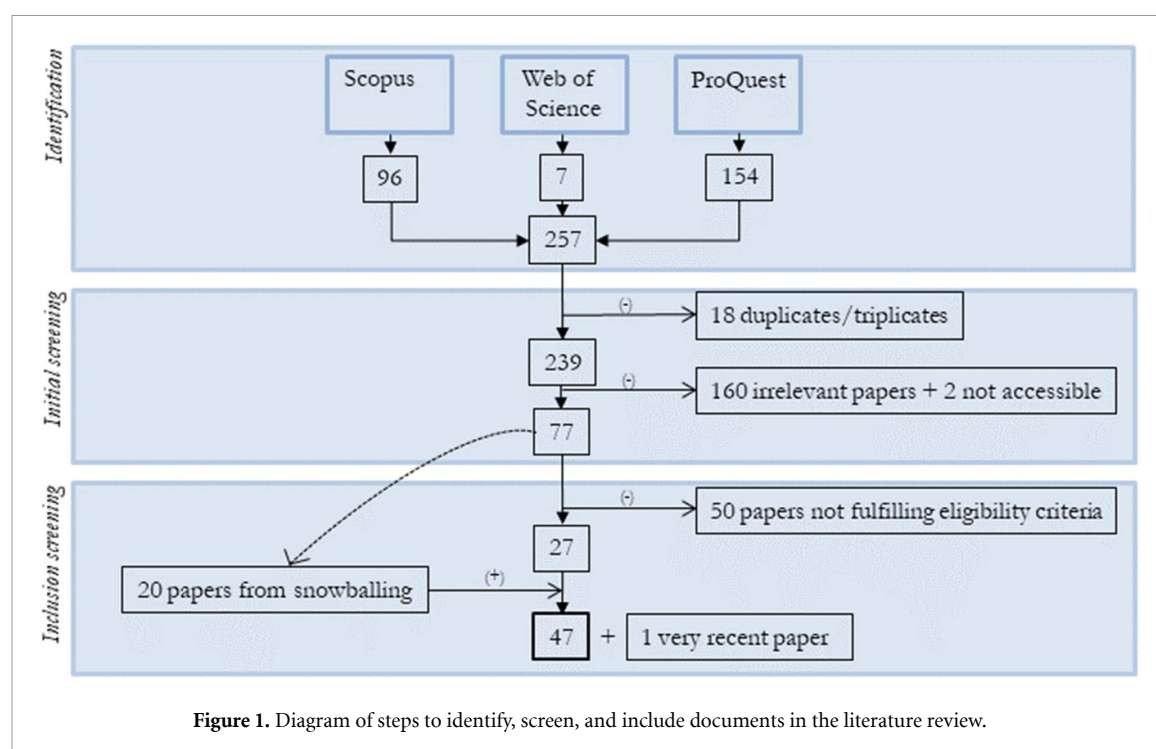 Identification
Scopus
Web of
Science
ProQuest
96
7
154
257
Initial screening
(-)
18 duplicates/triplicates
239
(-)
160 irrelevant papers + 2 not accessible
77
Inclusion screening
(-)
50 papers not fulfilling eligibility criteria
27
20 papers from snowballing
(+)
47
+
1 very recent paper
Figure 1. Diagram of steps to identify, screen, and include documents in the literature review.